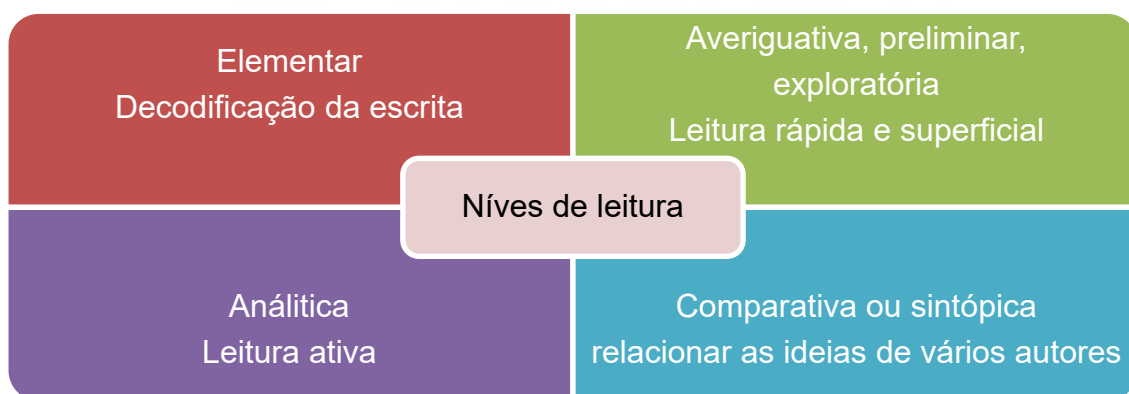 Elementar
Decodificação da escrita
Averiguativa, preliminar,
exploratória
Leitura rápida e superficial
Níves de leitura
Análitica
Leitura ativa
Comparativa ou sintópica
relacionar as ideias de vários autores